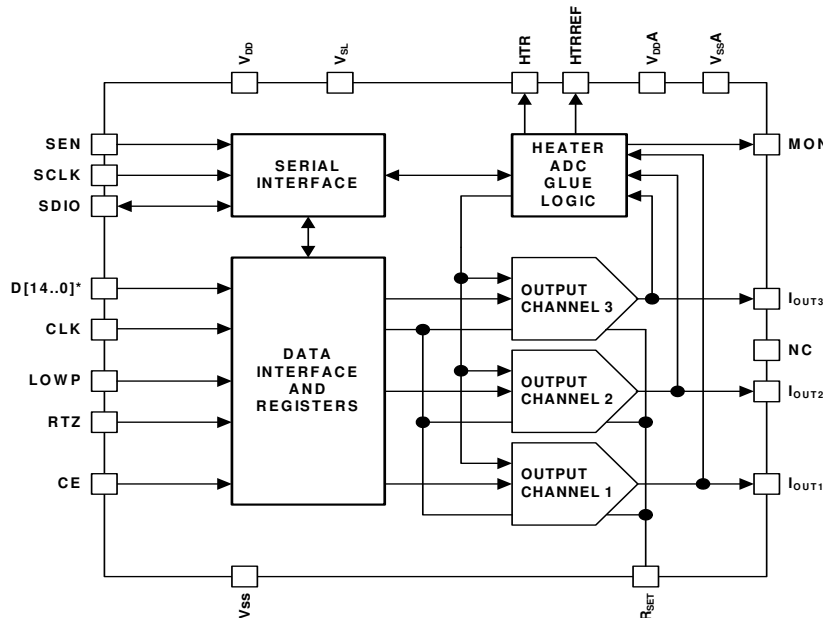 VDD
VSL
HTR
HTRREF
VDDA
VSSA
SEN
SCLK
SDIO
SERIAL
INTERFACE
HEATER
ADC
GLUE
LOGIC
MON
D[14..0]*
CLK
LOWP
RTZ
CE
DATA
INTERFACE
AND
REGISTERS
OUTPUT
CHANNEL 3
OUTPUT
CHANNEL 2
OUTPUT
CHANNEL 1
IOUT3
NC
IOUT2
IOUT1
Vss
RSET